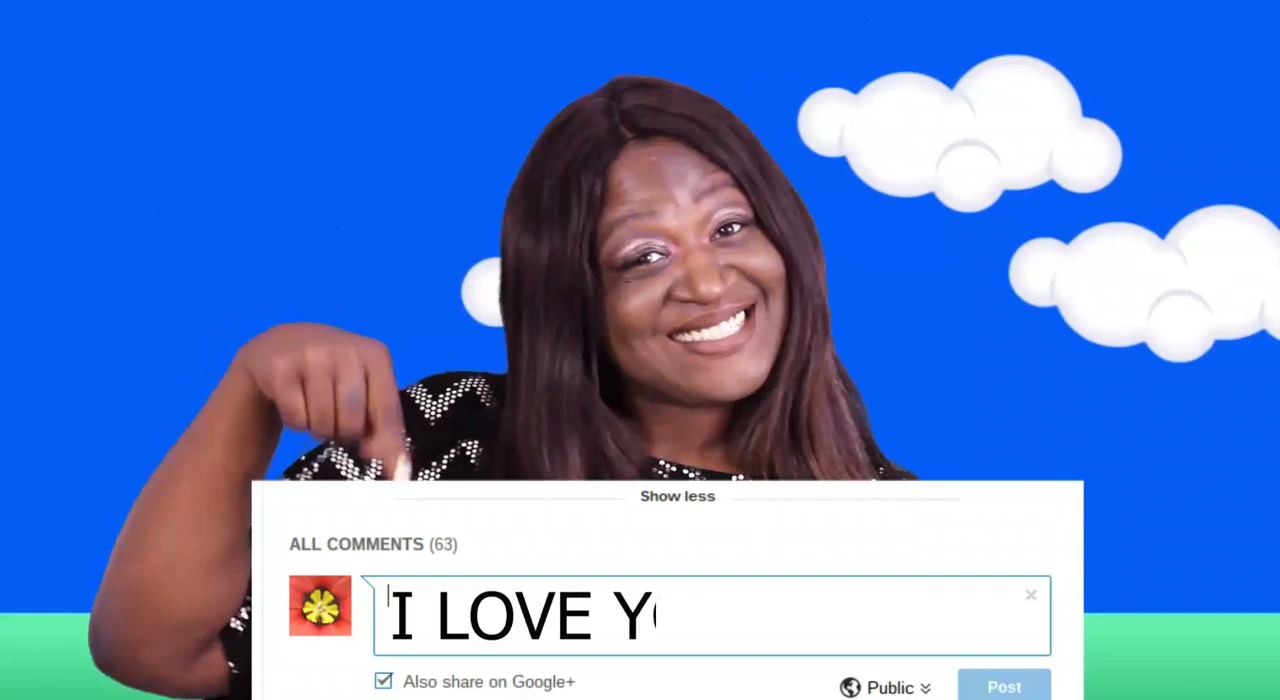 Show less
ALL COMMENTS (63)
I LOVE Y
Also share on Google+
Public
Post